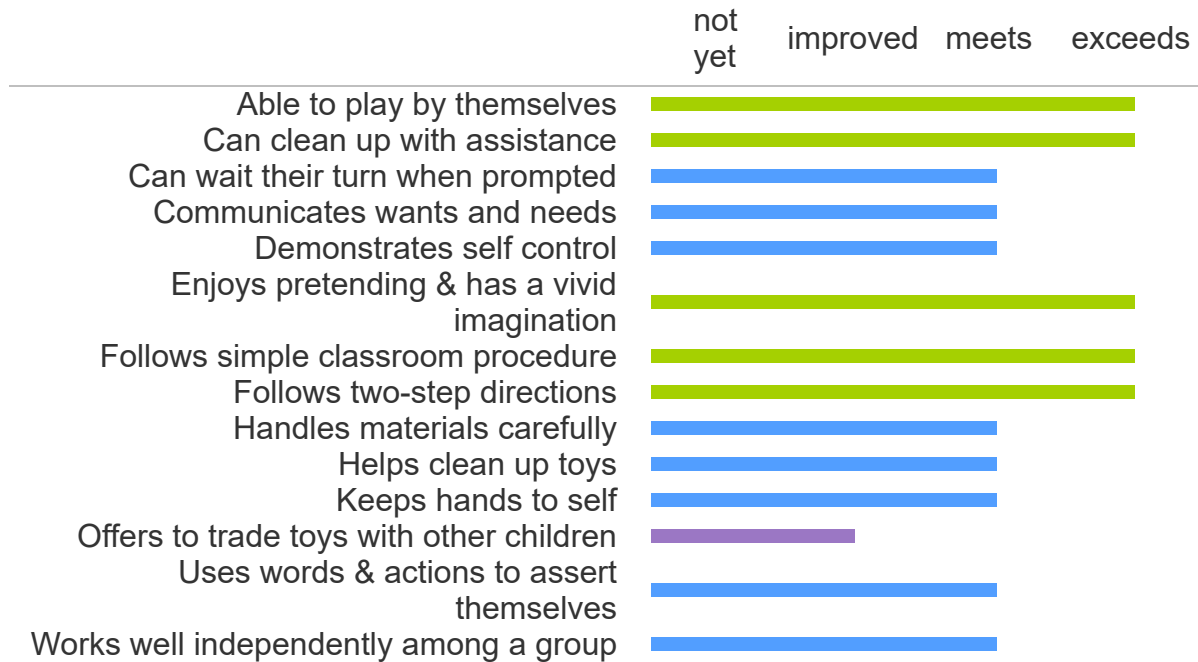 not
yet
improved
meets
exceeds
Able to play by themselves
Can clean up with assistance
Can wait their turn when prompted
Communicates wants and needs
Demonstrates self control
Enjoys pretending & has a vivid
imagination
Follows simple classroom procedure
Follows two-step directions
Handles materials carefully
Helps clean up toys
Keeps hands to self
Offers to trade toys with other children
Uses words & actions to assert
themselves
Works well independently among a group